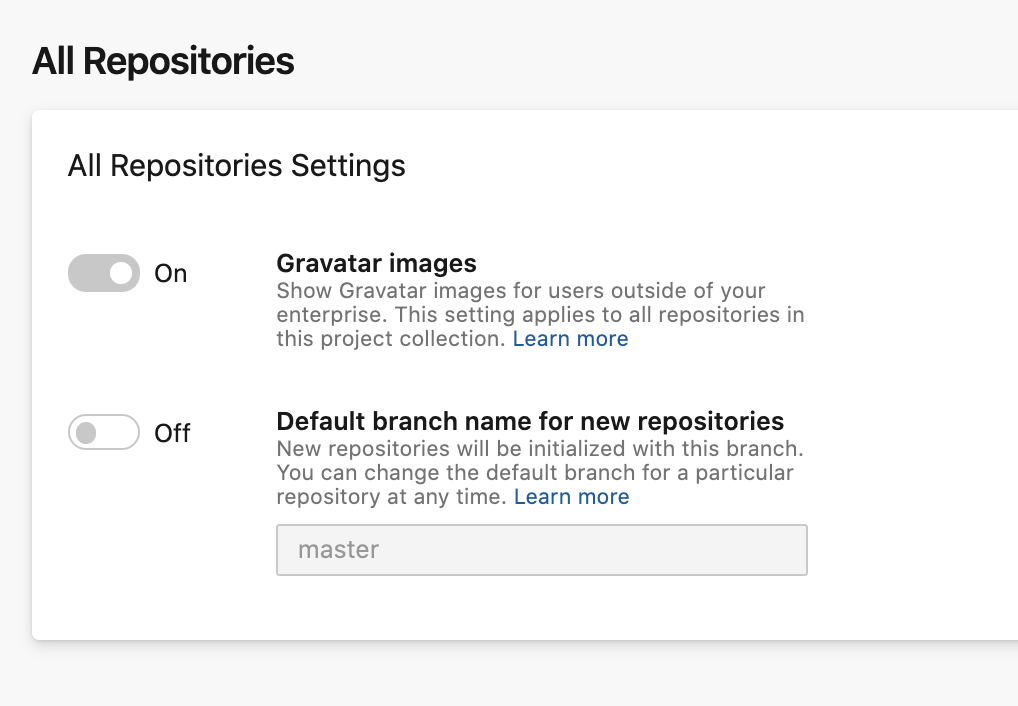 All Repositories
All Repositories Settings
On
Gravatar images
Show Gravatar images for users outside of your
enterprise. This setting applies to all repositories in
this project collection. Learn more
Off
Default branch name for new repositories
New repositories will be initialized with this branch.
You can change the default branch for a particular
repository at any time. Learn more
master